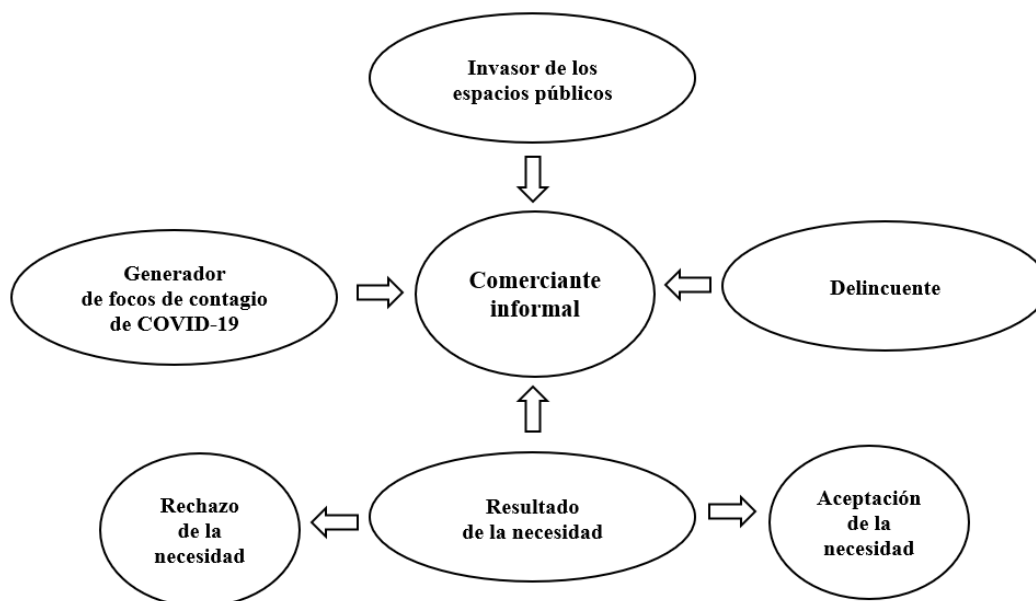 Invasor de los
espacios públicos
Generador
de focos de contagio
de COVID-19
Comerciante
informal
Delincuente
Rechazo
de la
necesidad
Resultado
de la necesidad
Aceptación
de la
necesidad